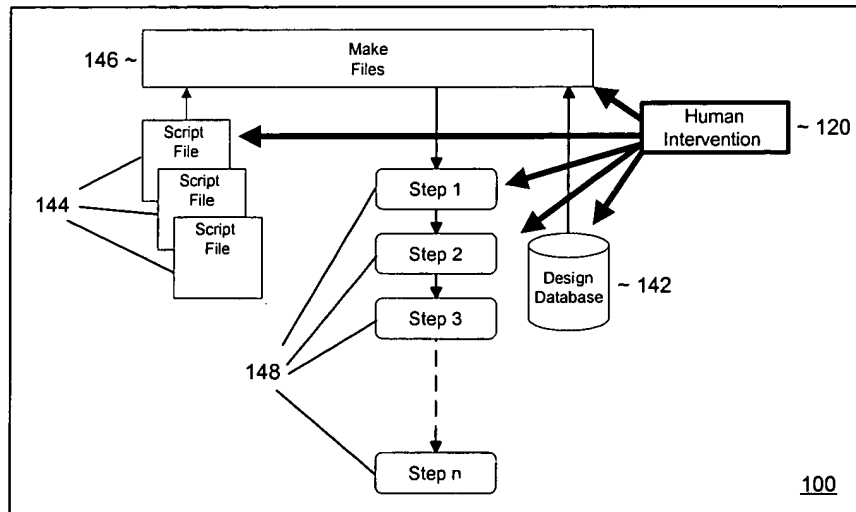 146 ~
Make
Files
Human
Intervention
~ 120
Script
File
Script
File
Script
File
144
Step 1
Step 2
Step 3
Design
Database
~ 142
148
Step n
100